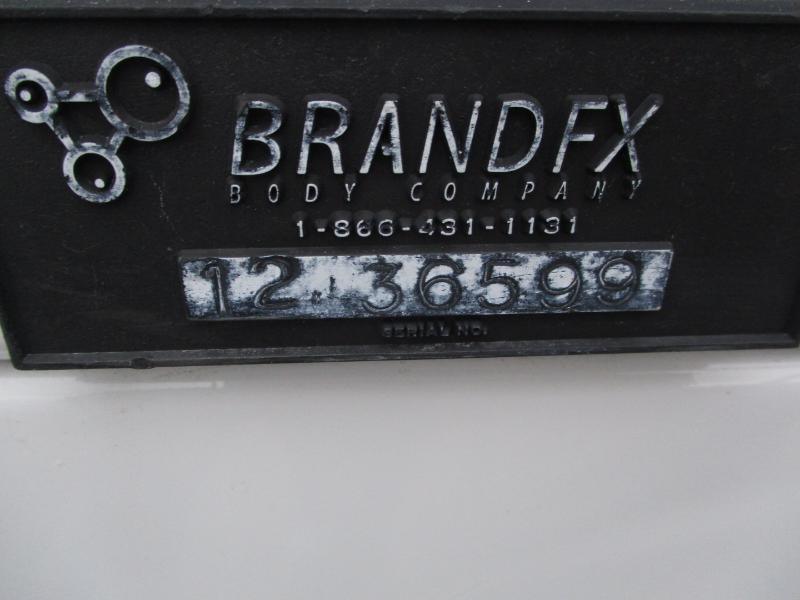 BRANDFX
BODY COMPANY
1-866-431-1131
12 36599
SERIAL NO.